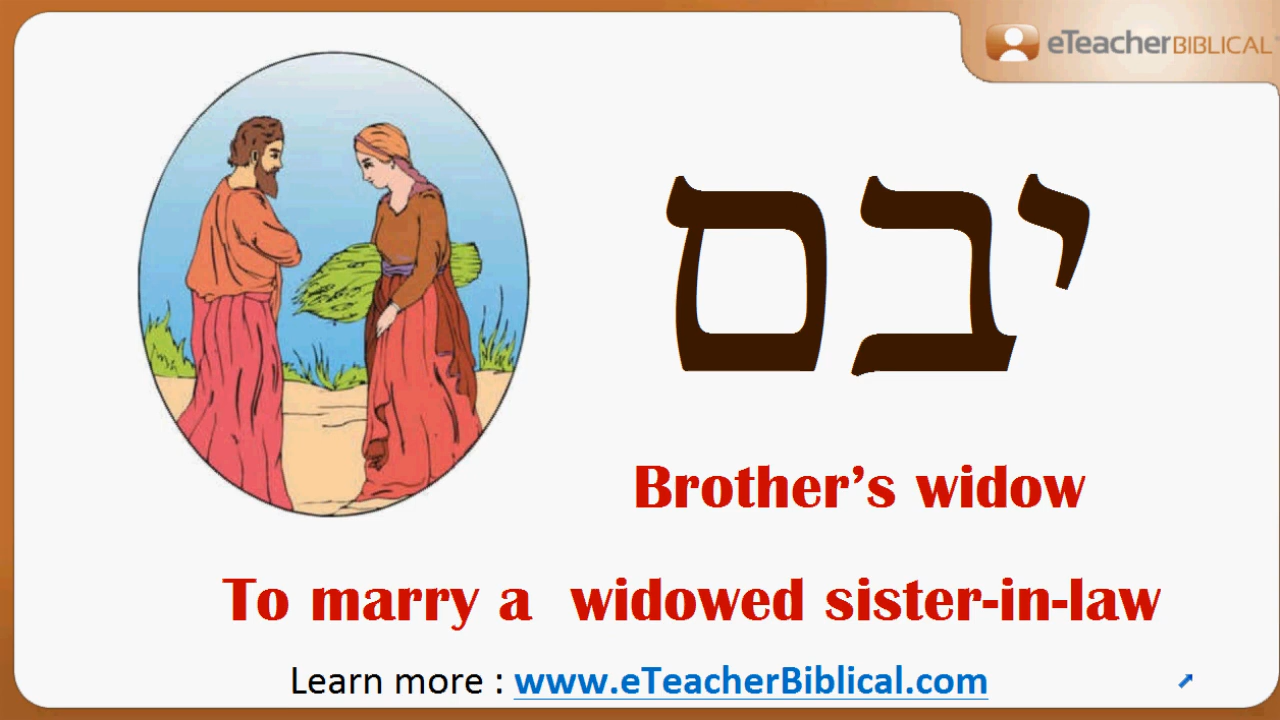 eTeacherBIBLICAL
יבם
Brother’s widow
To marry a widowed sister-in-law
Learn more : www.eTeacherBiblical.com